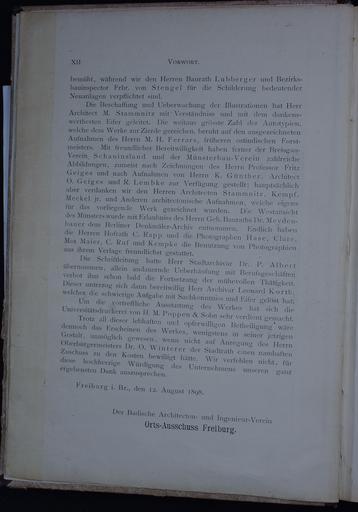 XII
VORWORT.
bemüht, während wir den Herren Baurath Lubberger und Bezirks-
bauinspector Frhr. von Stengel für die Schilderung bedeutender
Neuanlagen verpflichtet sind.
Die Beschaffung und Ueberwachung der Illustrationen hat Herr
Architect M. Stammnitz mit Verständniss und mit dankens-
werthesten Eifer geleitet. Die weitaus grösste Zahl der Autotypien,
welche dem Werke zur Zierde gereichen, beruht auf den ausgezeichneten
Aufnahmen des Herrn M. H. Ferrars, früheren ostindischen Forst-
meisters. Mit freundlicher Bereitwilligkeit haben ferner der Breisgau-
Verein Schauinsland und der Münsterbau-Verein zahlreiche
Abbildungen, zumeist nach Zeichnungen des Herrn Professor Fritz
Geiges und nach Aufnahmen von K. Günther, Architect
O. Geiges und K. Lembke zur Verfügung gestellt; hauptsächlich
aber verdanken wir den Herren Architecten Stammnitz, Kempf,
Meckel jr. und Anderen architectonische Aufnahmen, welche eigens
für das vorliegende Werk gezeichnet wurden. Die Westansicht
des Münsters wurde mit Erlaubniss des Herrn Geh. Bauraths Dr. Meyden-
bauer dem Berliner Denkmäler-Archiv entnommen. Endlich haben
die Herren Hofrath C. Rupp und die Photographen Hase, Clare,
Max Maier, C. Ruf und Kempke die Benutzung von Photographien
aus ihrem Verlage freundlichst gestattet.
Die Schriftleitung hatte Herr Stadtarchivar Dr. P. Albert
übernommen, allein andauernde Ueberhäufung mit Berufsgeschäften
verbot ihm schon bald die Fortsetzung der mühevollen Thätigkeit.
Dieser unterzog sich dann bereitwillig Herr Archivar Leonard Korth,
welcher die schwierige Aufgabe mit Sachkenntniss und Eifer gelöst hat.
Um die vortreffliche Ausstattung des Werkes hat sich die
Universitätsdruckerei von H. M. Poppen & Sohn sehr verdient gemacht.
Trotz all dieser lebhaften und opferwilligen Betheiligung wäre
dennoch das Erscheinen des Werkes, wenigstens in seiner jetzigen
Gestalt, unmöglich gewesen, wenn nicht auf Anregung des Herrn
Oberbürgermeisters Dr. O. Winterer der Stadtrath einen namhaften
Zuschuss zu den Kosten bewilligt hätte. Wir verfehlen nicht, für
diese hochherzige Würdigung des Unternehmens unseren ganz
ergebensten Dank auszusprechen.
Freiburg i. Br., den 12. August 1898.
Der Badische Architecten- und Ingenieur-Verein
Orts-Ausschuss Freiburg.